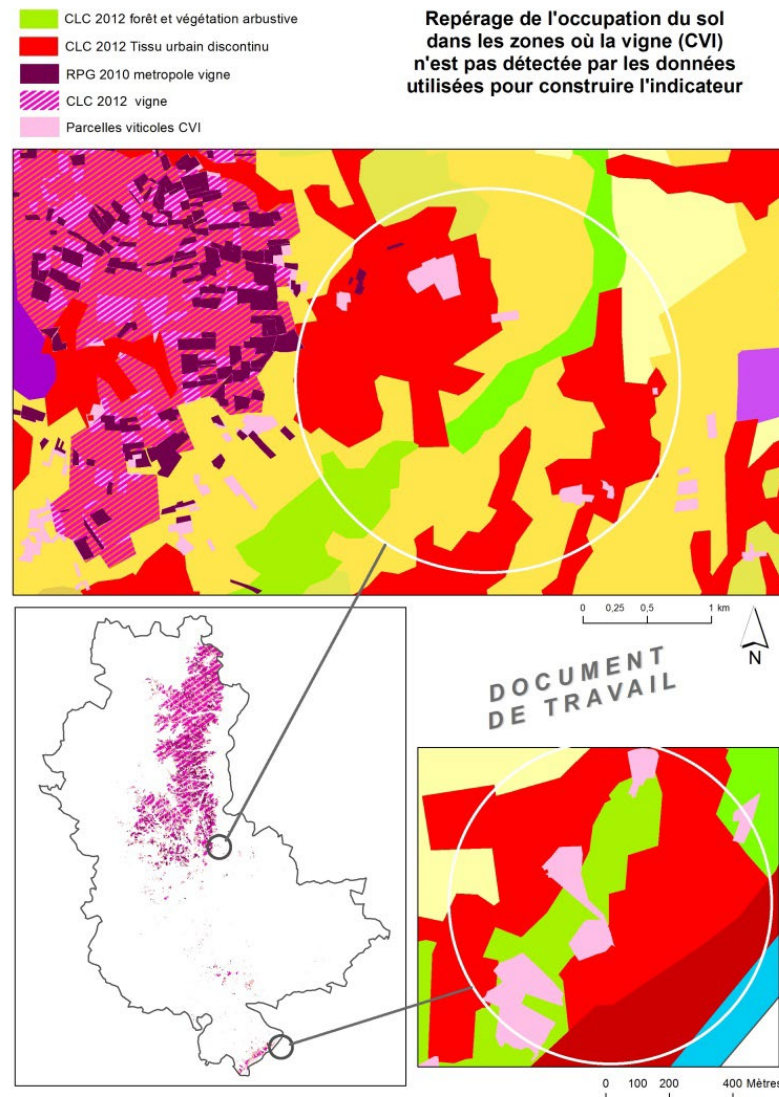 CLC 2012 forêt et végétation arbustive
CLC 2012 Tissu urbain discontinu
RPG 2010 metropole vigne
CLC 2012 vigne
Parcelles viticoles CVI
Repérage de l'occupation du sol
dans les zones où la vigne (CVI)
n'est pas détectée par les données
utilisées pour construire l'indicateur
0 0,25 0,5 1 km
N
DOCUMENT
DE TRAVAIL
0 100 200 400 Mètres